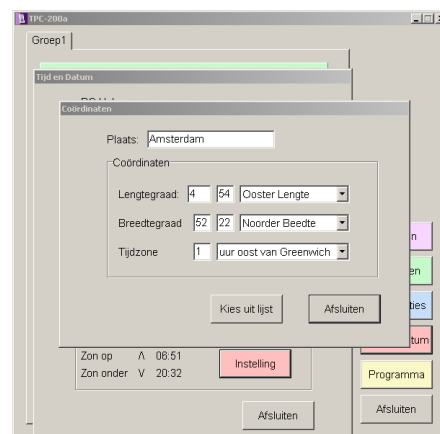 TPC-200a
Groep1
Tijd en Datum
Coördinaten
Plaats: Amsterdam
Coördinaten
Lengtegraad: 4 54 Ooster Lengte
Breedtegraad 52 22 Noorder Beedte
Tijdzone 1 uur oost van Greenwich
Kies uit lijst Afsluiten
Zon op Λ 06:51
Zon onder V 20:32
Instelling
Afsluiten
n
en
ties
tum
Programma
Afsluiten